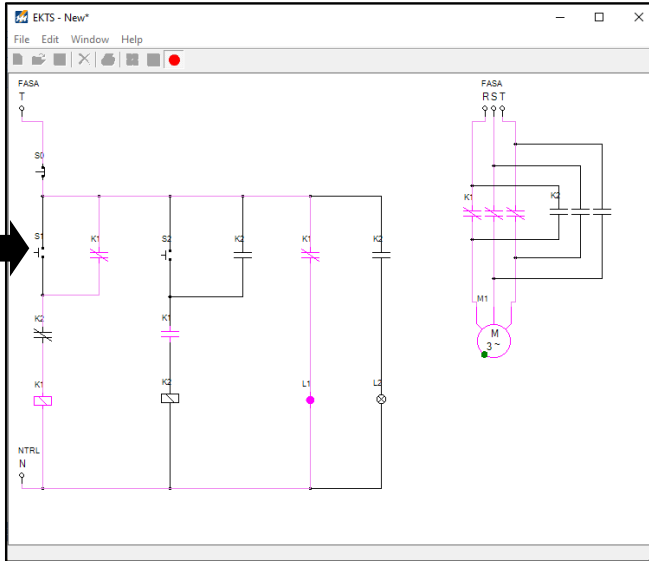 EKTS - New*
File Edit Window Help
FASA
T
S0
S1
K1
S2
K2
K1
K2
K2
K1
K1
K2
L1
L2
NTRL
N
FASA
R S T
K1
K2
M1
M
3 ~